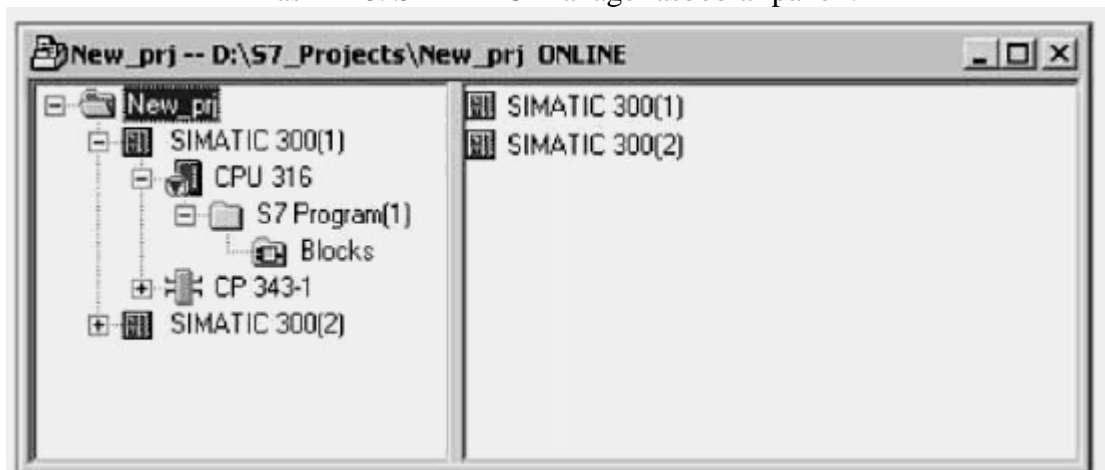 New_prj -- D:\S7_Projects\New_prj ONLINE
New_prj
SIMATIC 300(1)
CPU 316
S7 Program(1)
Blocks
CP 343-1
SIMATIC 300(2)
SIMATIC 300(1)
SIMATIC 300(2)